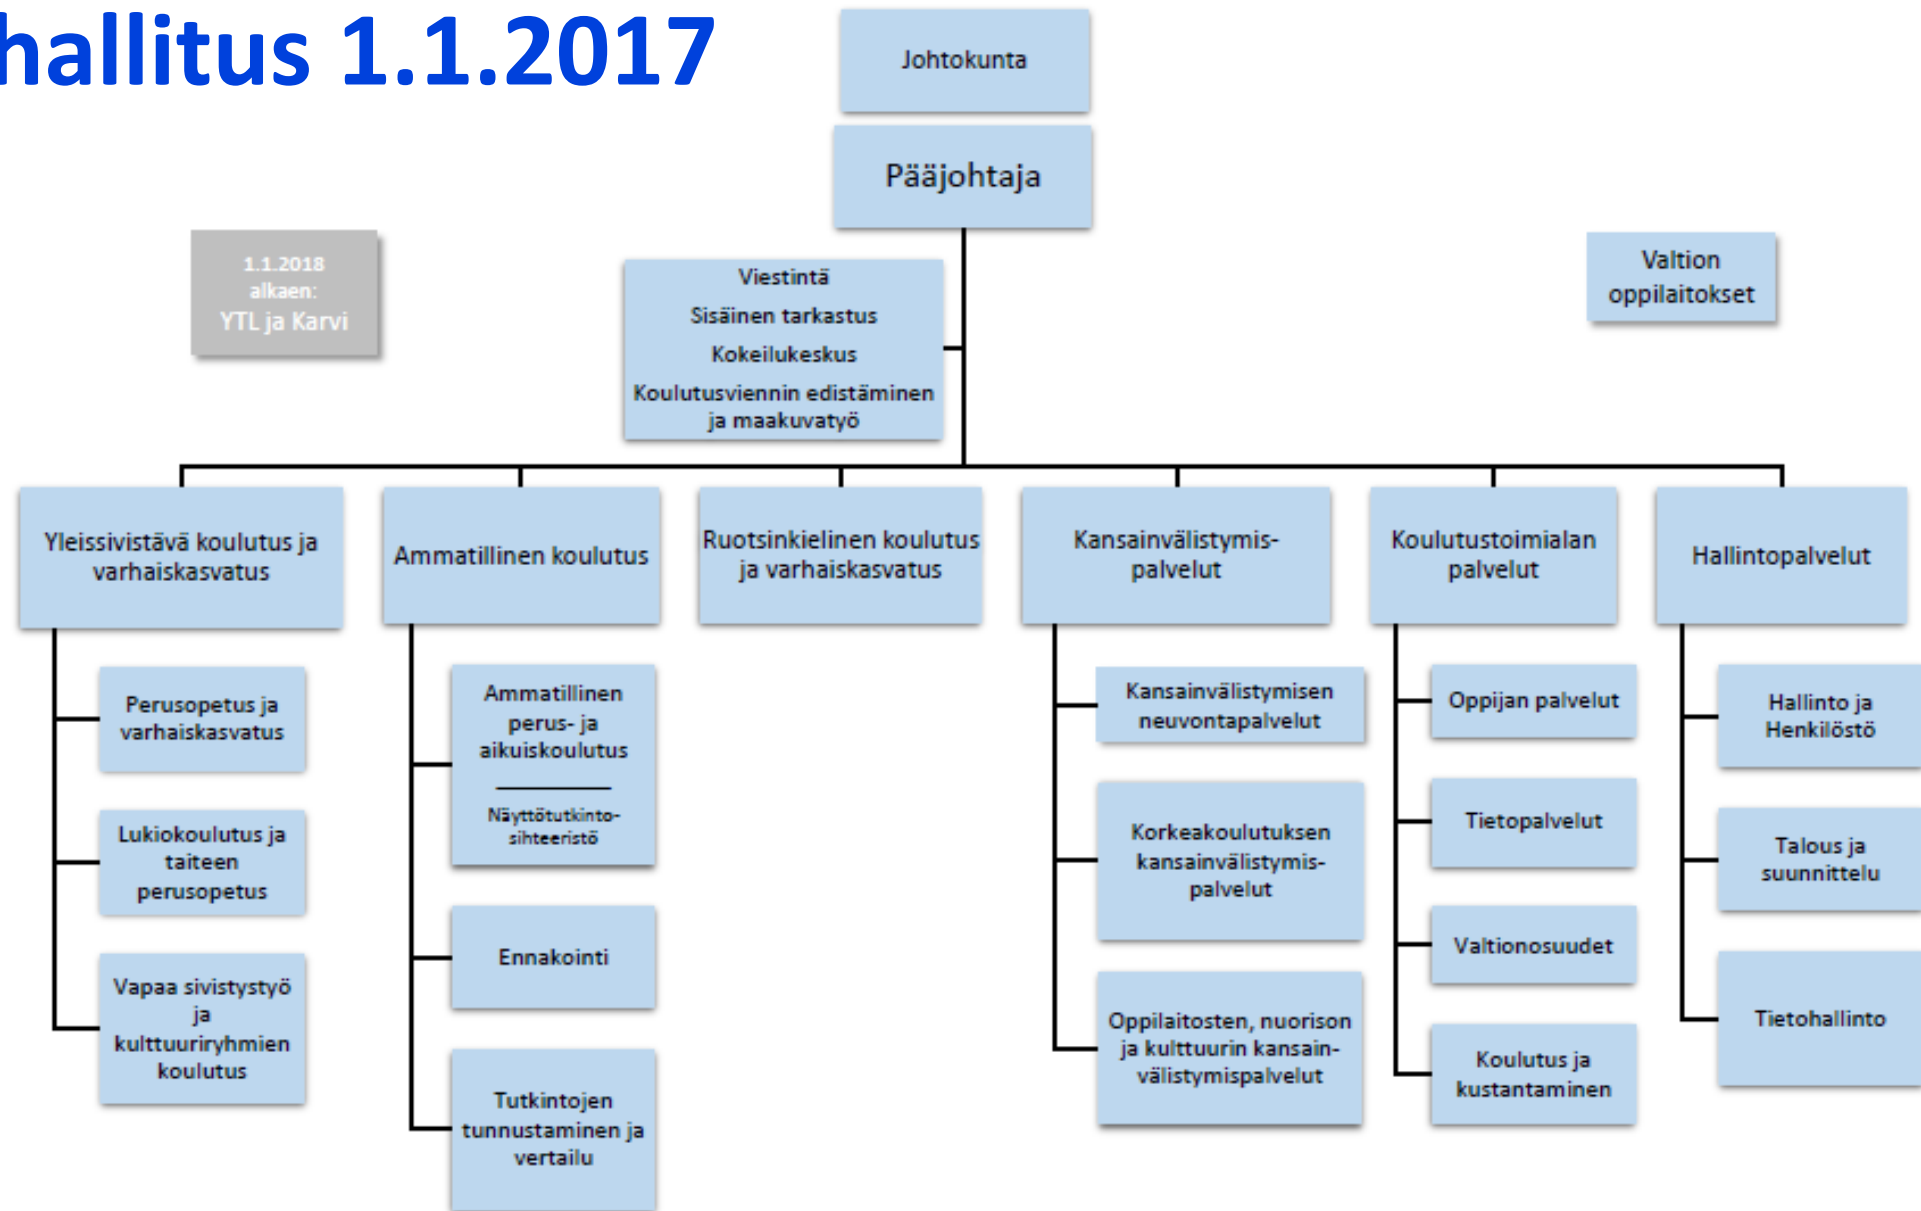 hallitus 1.1.2017
Johtokunta
Pääjohtaja
1.1.2018
alkaen:
YTL ja Karvi
Viestintä
Sisäinen tarkastus
Kokeilukeskus
Koulutusviennin edistäminen
ja maakuvatyö
Valtion
oppilaitokset
Yleissivistävä koulutus ja
varhaiskasvatus
Ammatillinen koulutus
Ruotsinkielinen koulutus
ja varhaiskasvatus
Kansainvälistymis-
palvelut
Koulutustoimialan
palvelut
Hallintopalvelut
Perusopetus ja
varhaiskasvatus
Lukiokoulutus ja
taiteen
perusopetus
Vapaa sivistystyö
ja
kulttuuriryhmien
koulutus
Ammatillinen
perus- ja
aikuiskoulutus
Näyttötutkinto-
sihteeristö
Ennakointi
Tutkintojen
tunnustaminen ja
vertailu
Kansainvälistymisen
neuvontapalvelut
Korkeakoulutuksen
kansainvälistymis-
palvelut
Oppilaitosten, nuorison
ja kulttuurin kansain-
välistymispalvelut
Oppijan palvelut
Tietopalvelut
Valtionosuudet
Koulutus ja
kustantaminen
Hallinto ja
Henkilöstö
Talous ja
suunnittelu
Tietohallinto